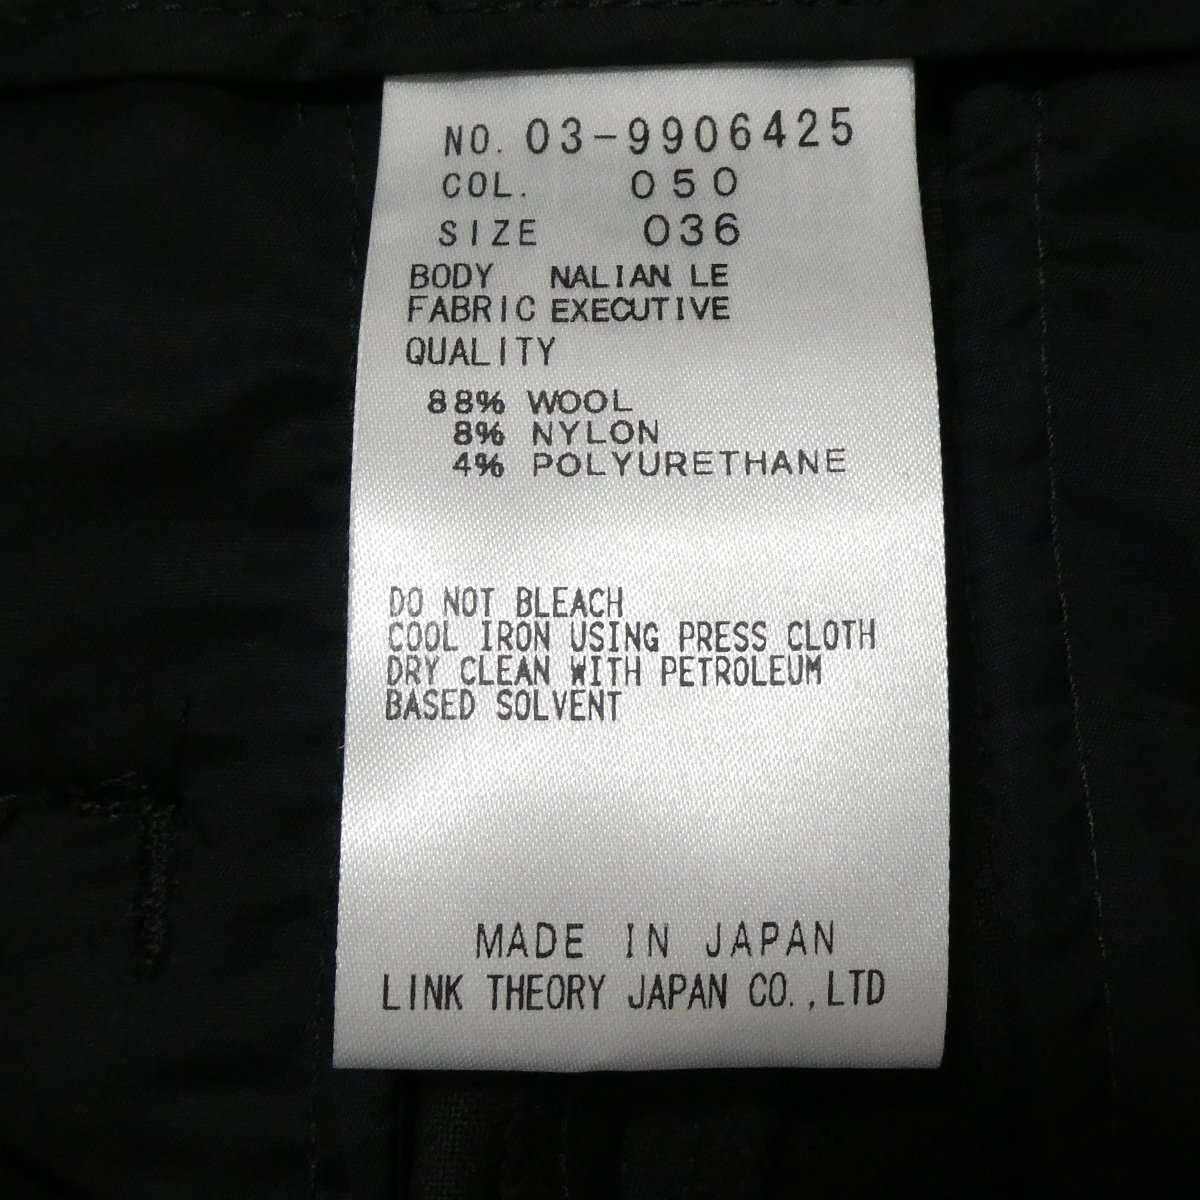 NO. 03-9906425
COL. 050
SIZE 036
BODY NALIAN LE
FABRIC EXECUTIVE
QUALITY
88% WOOL
8% NYLON
4% POLYURETHANE
DO NOT BLEACH
COOL IRON USING PRESS CLOTH
DRY CLEAN WITH PETROLEUM
BASED SOLVENT
MADE IN JAPAN
LINK THEORY JAPAN CO.,LTD